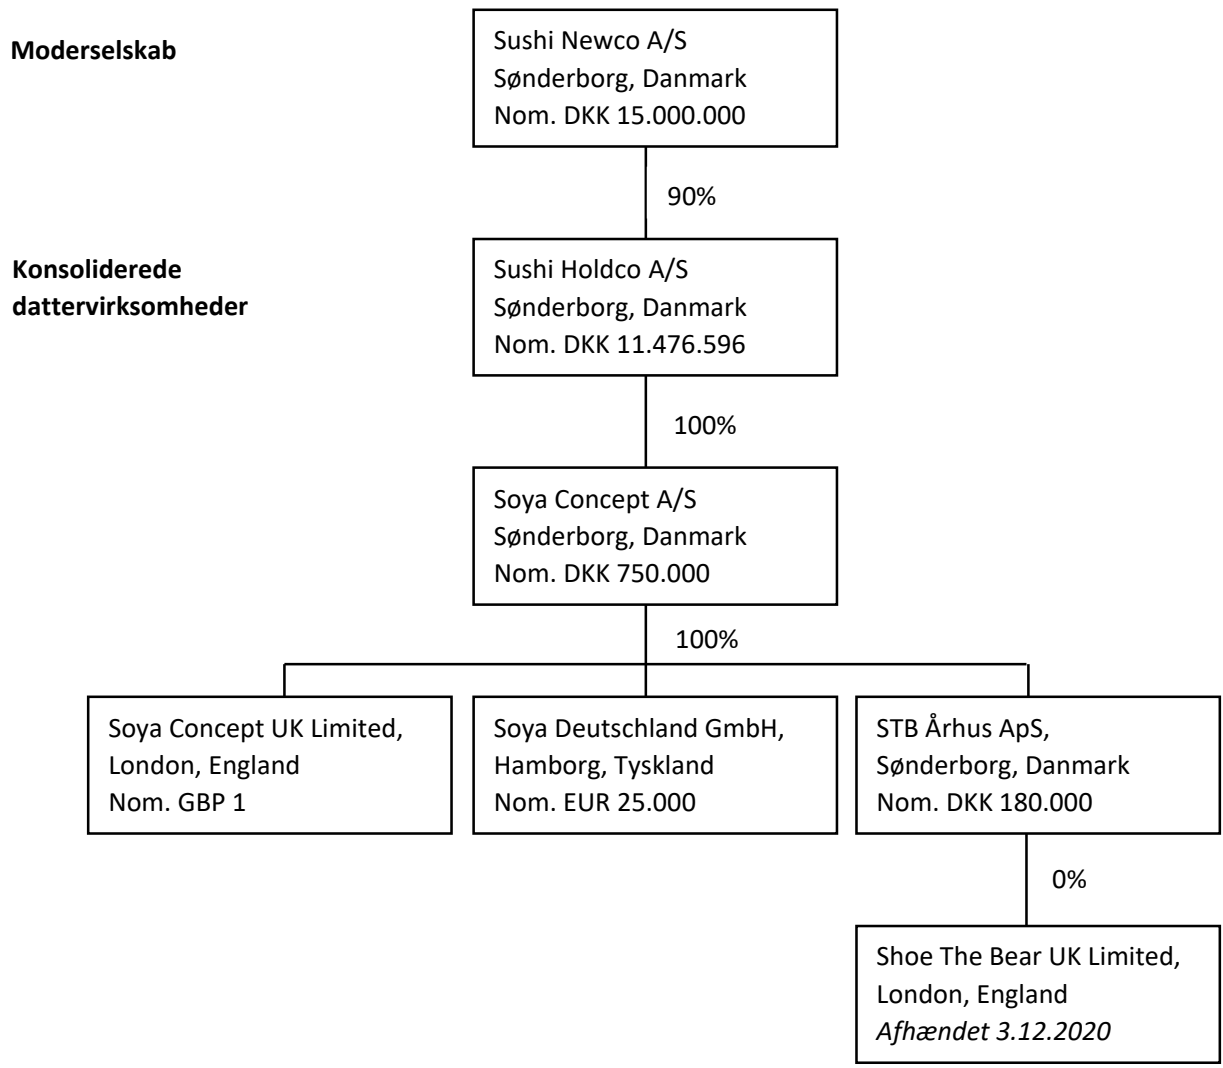 Moderselskab
Sushi Newco A/S
Sønderborg, Danmark
Nom. DKK 15.000.000
90%
Konsoliderede
dattervirksomheder
Sushi Holdco A/S
Sønderborg, Danmark
Nom. DKK 11.476.596
100%
Soya Concept A/S
Sønderborg, Danmark
Nom. DKK 750.000
100%
Soya Concept UK Limited,
London, England
Nom. GBP 1
Soya Deutschland GmbH,
Hamborg, Tyskland
Nom. EUR 25.000
STB Århus ApS,
Sønderborg, Danmark
Nom. DKK 180.000
0%
Shoe The Bear UK Limited,
London, England
Afhændet 3.12.2020